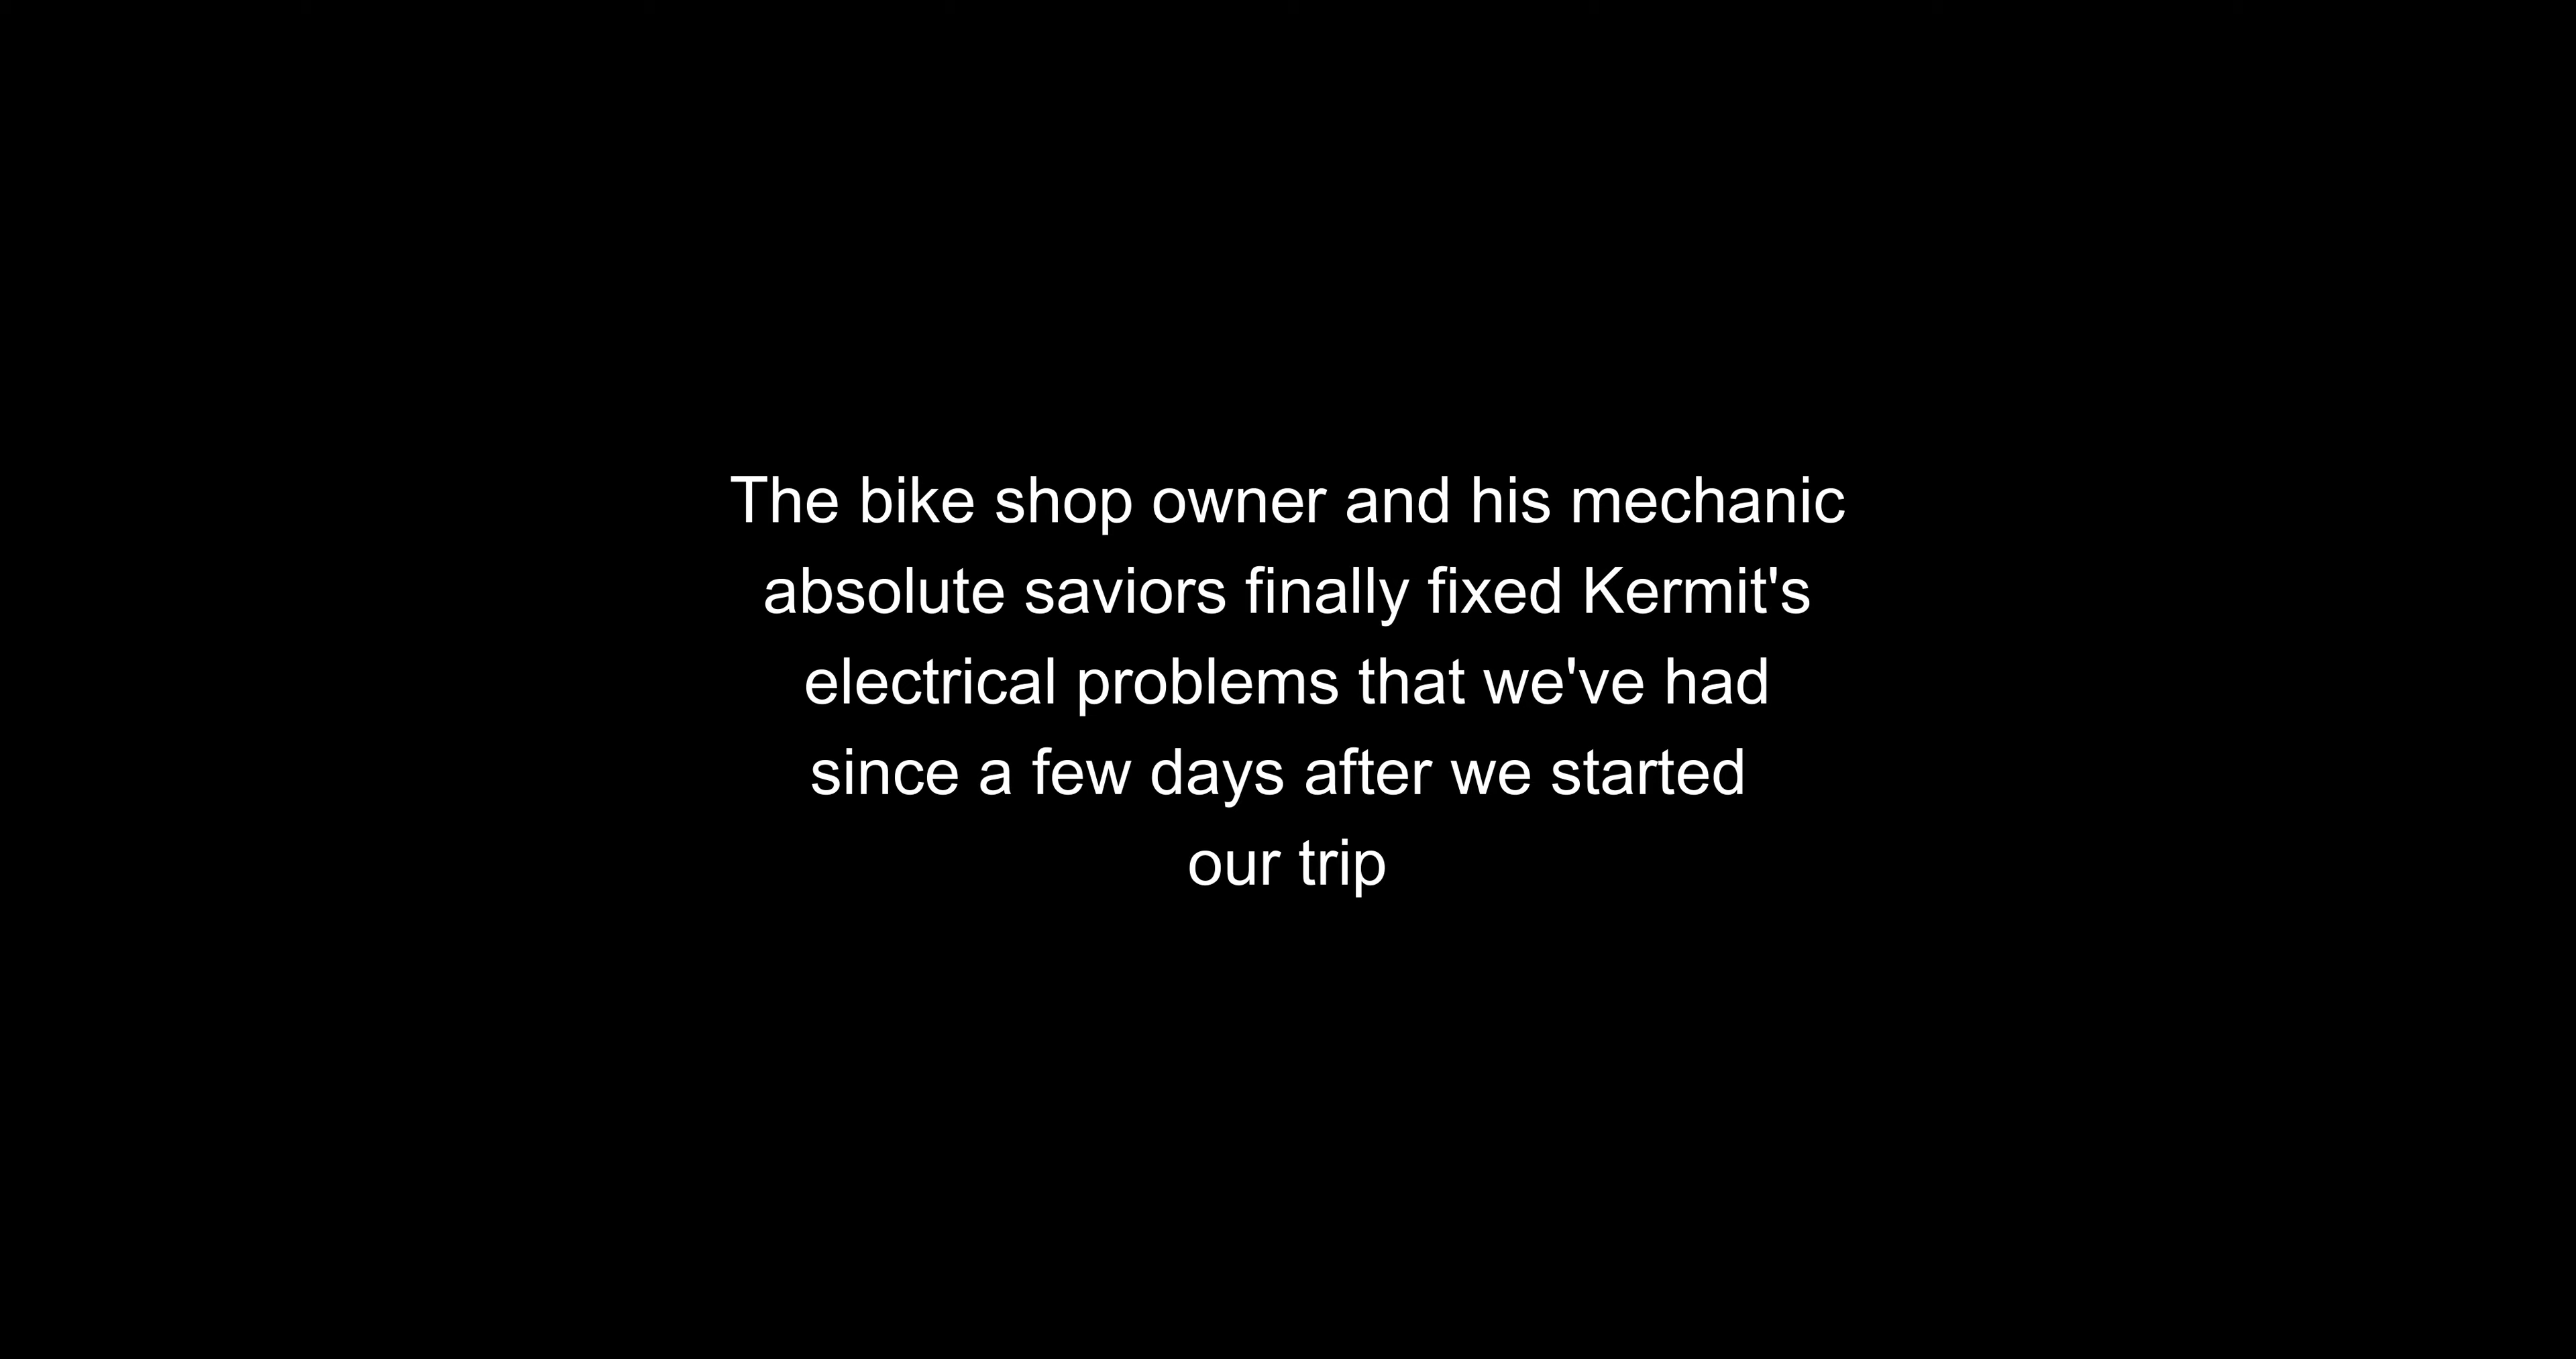 The bike shop owner and his mechanic
absolute saviors finally fixed Kermit's
electrical problems that we've had
since a few days after we started
our trip